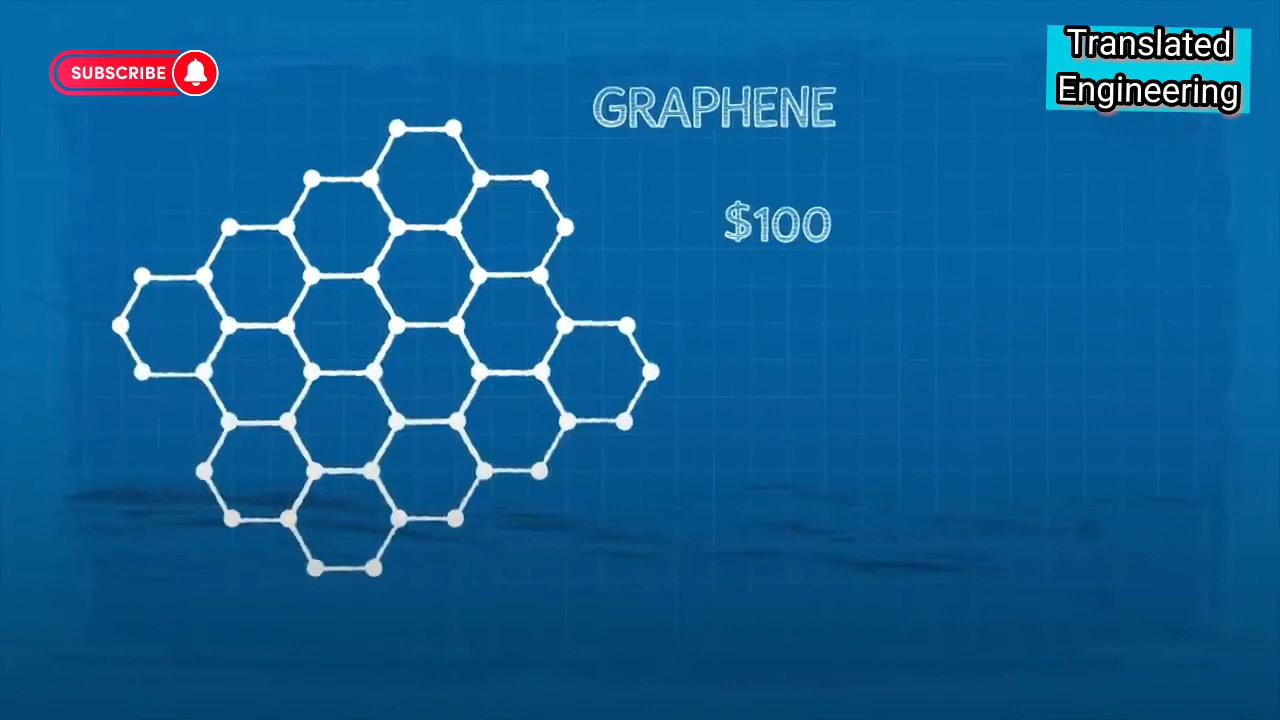 SUBSCRIBE
Translated
Engineering
GRAPHENE
$100